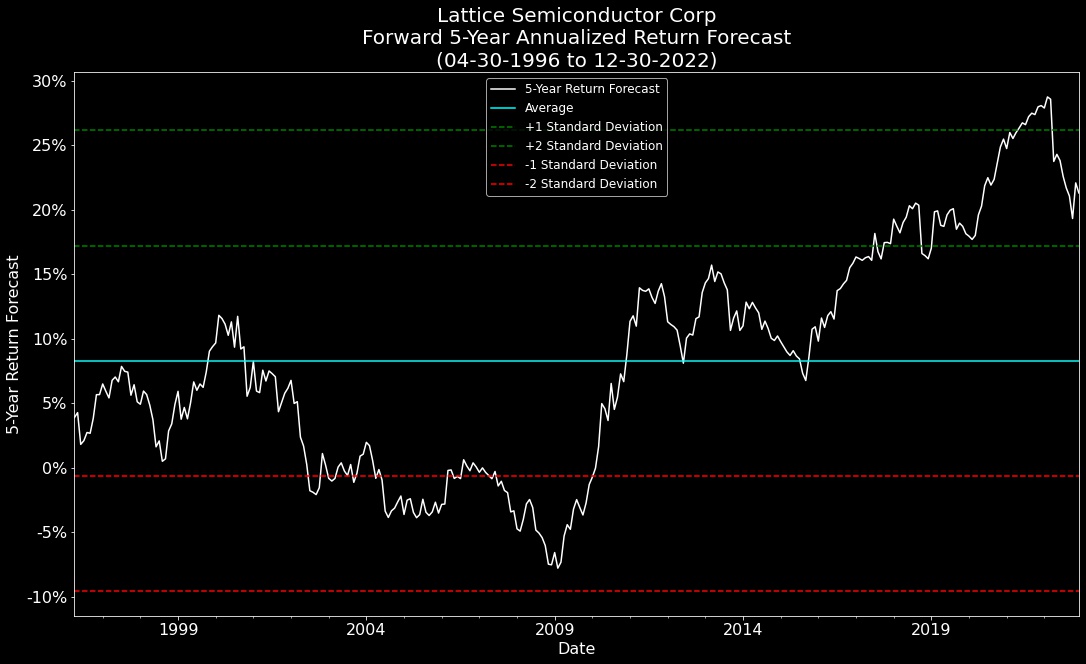 Lattice Semiconductor Corp
Forward 5-Year Annualized Return Forecast
(04-30-1996 to 12-30-2022)
5-Year Return Forecast
Average
+1 Standard Deviation
+2 Standard Deviation
-1 Standard Deviation
-2 Standard Deviation
5-Year Return Forecast
30%
25%
20%
15%
10%
5%
0%
-5%
-10%
1999
2004
2009
2014
2019
Date